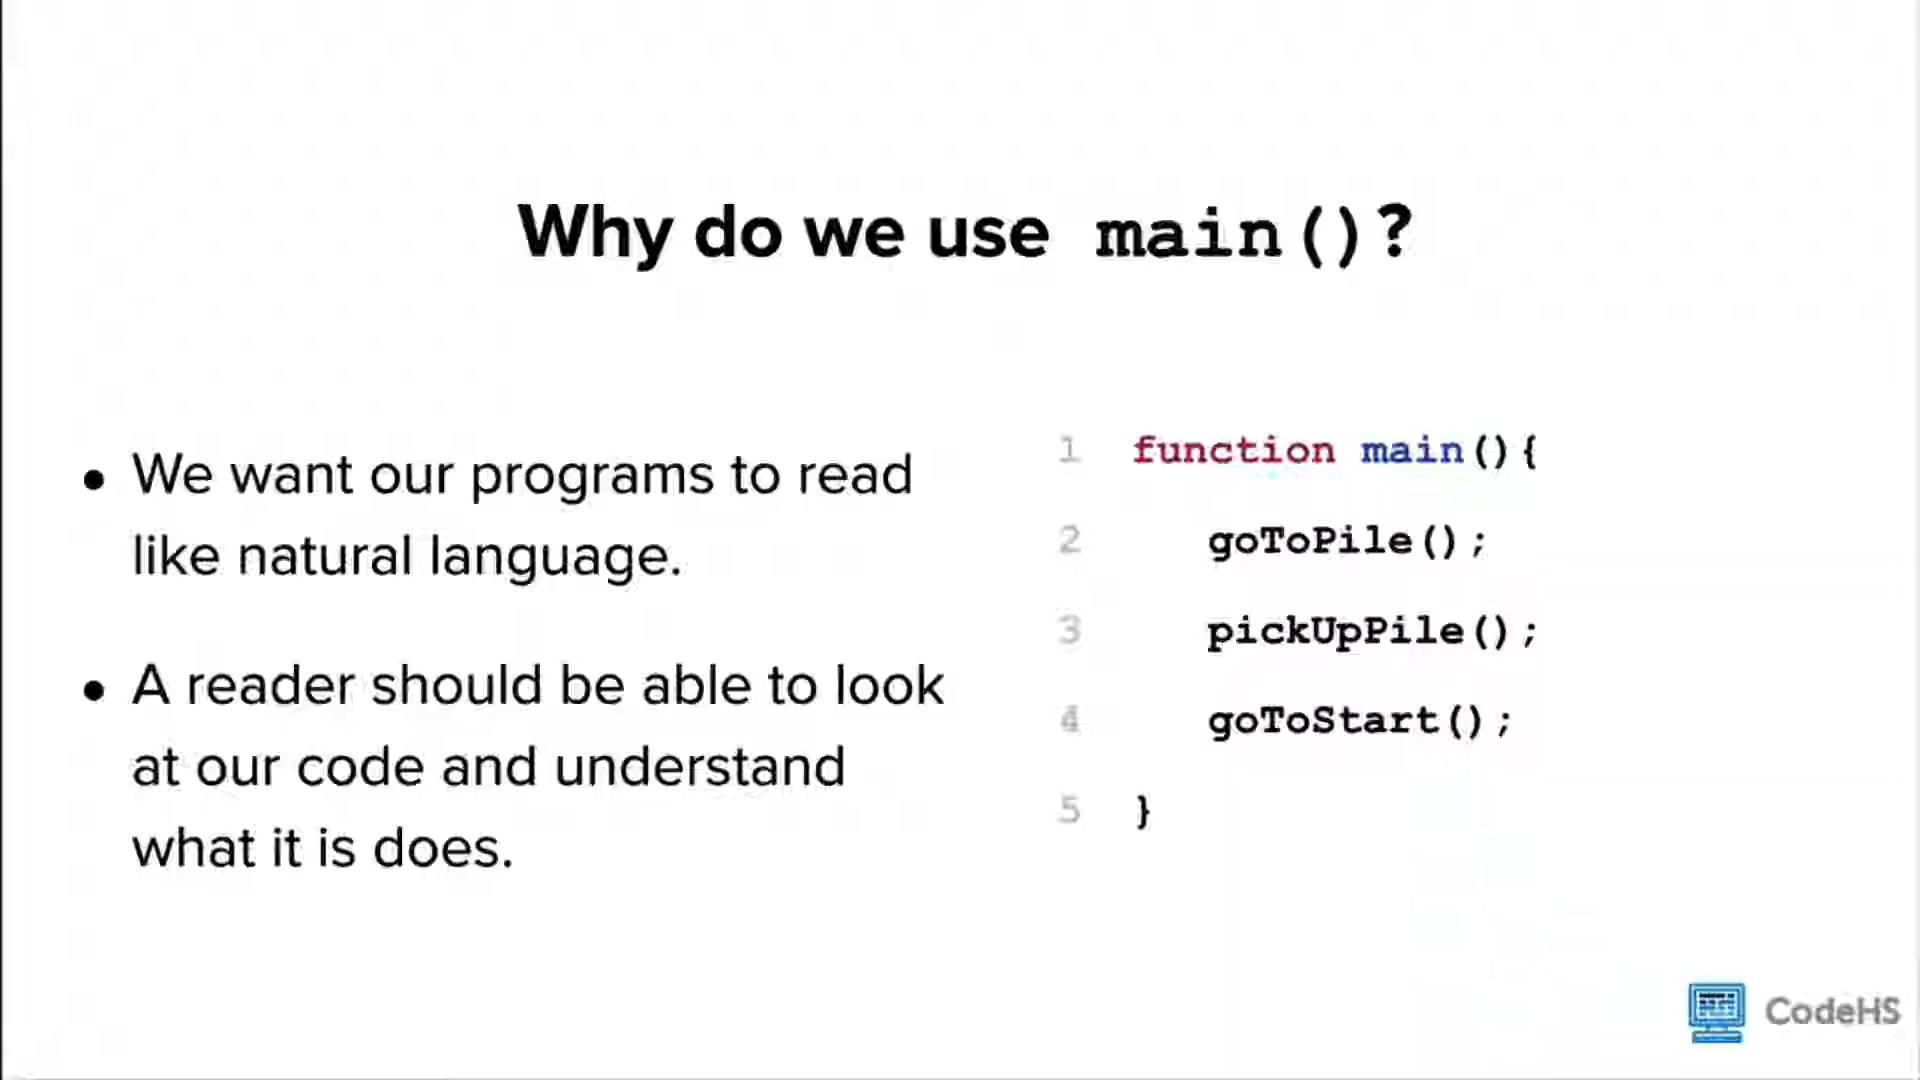 Why do we use main()?
• We want our programs to read
like natural language.
• A reader should be able to look
at our code and understand
what it is does.
1 function main(){
2 goToPile();
3 pickUpPile();
4 goToStart();
5 }
CodeHS